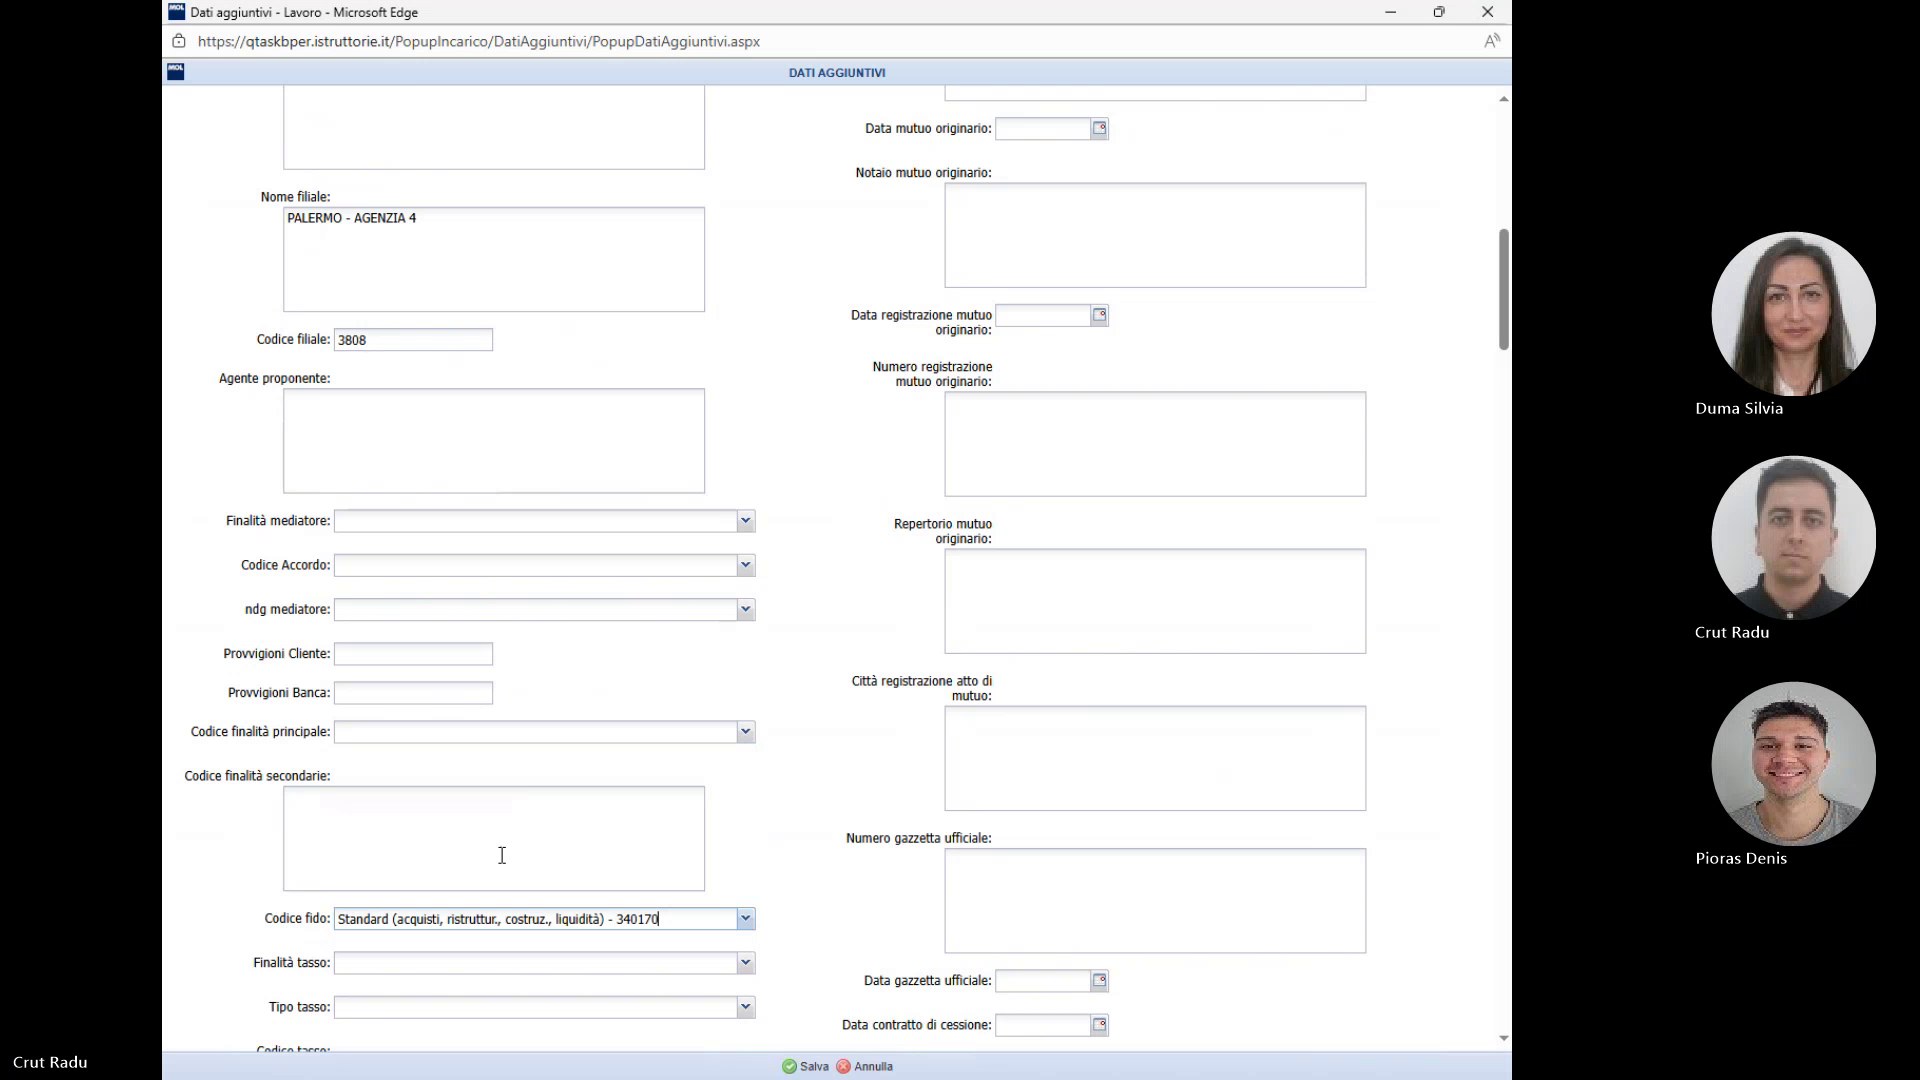 MOL Dati aggiuntivi - Lavoro - Microsoft Edge
https://qtaskbper.istruttorie.it/PopupIncarico/DatiAggiuntivi/PopupDatiAggiuntivi.aspx
MOL
DATI AGGIUNTIVI
Nome filiale:
PALERMO - AGENZIA 4
Codice filiale: 3808
Agente proponente:
Finalità mediatore:
Codice Accordo:
ndg mediatore:
Provvigioni Cliente:
Provvigioni Banca:
Codice finalità principale:
Codice finalità secondarie:
Codice fido: Standard (acquisti, ristruttur., costruz., liquidità) - 340170
Finalità tasso:
Tipo tasso:
Codice tasso:
Data mutuo originario:
Notaio mutuo originario:
Data registrazione mutuo
originario:
Numero registrazione
mutuo originario:
Repertorio mutuo
originario:
Città registrazione atto di
mutuo:
Numero gazzetta ufficiale:
Data gazzetta ufficiale:
Data contratto di cessione:
Salva Annulla
Duma Silvia
Crut Radu
Pioras Denis
Crut Radu